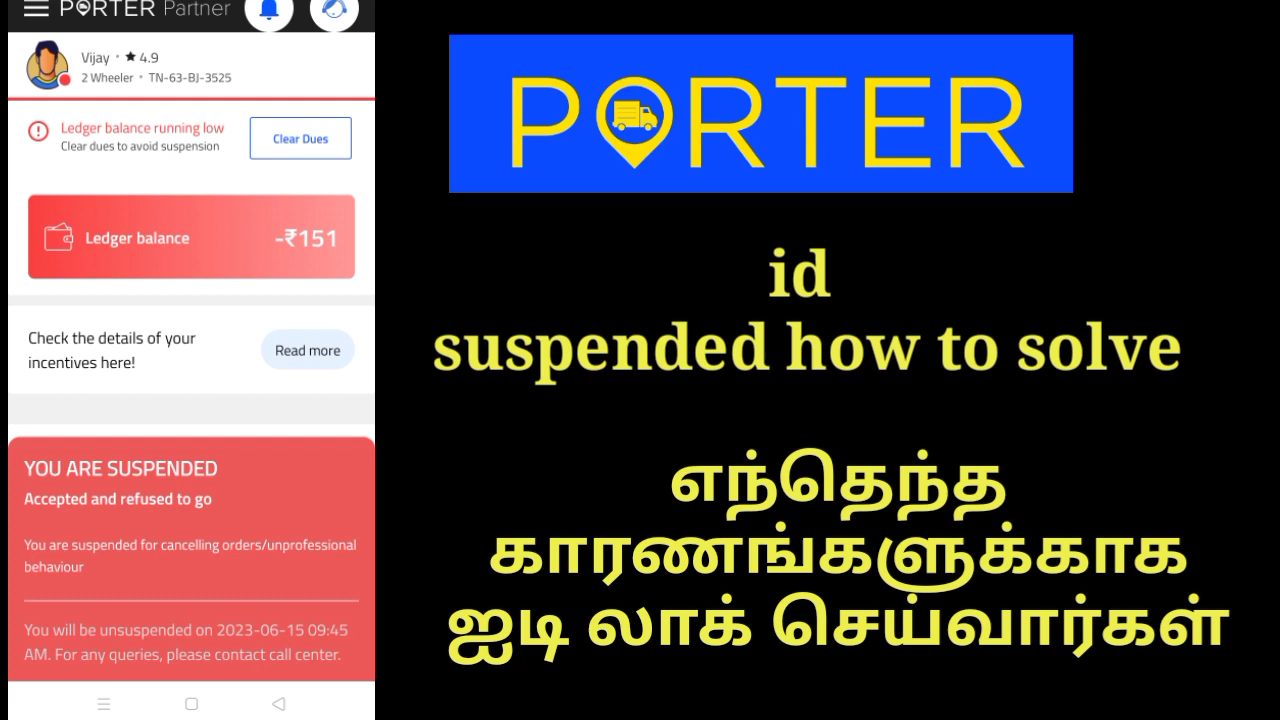 PORTER Partner
Vijay • ★ 4.9
2 Wheeler • TN-63-BJ-3525
Ledger balance running low
Clear dues to avoid suspension
Clear Dues
Ledger balance
-₹151
Check the details of your
incentives here!
Read more
YOU ARE SUSPENDED
Accepted and refused to go
You are suspended for cancelling orders/unprofessional
behaviour
You will be unsuspended on 2023-06-15 09:45
AM. For any queries, please contact call center.
PORTER
id
suspended how to solve
எந்தெந்த
காரணங்களுக்காக
ஐடி லாக் செய்வார்கள்